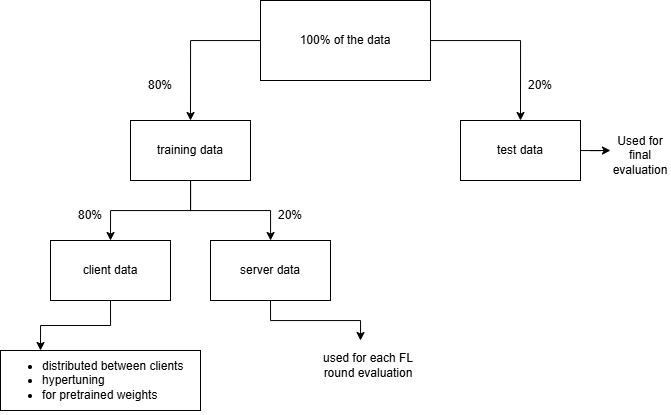 100% of the data
80%
20%
training data
test data
Used for
final
evaluation
80%
20%
client data
server data
used for each FL
round evaluation
• distributed between clients
• hypertuning
• for pretrained weights